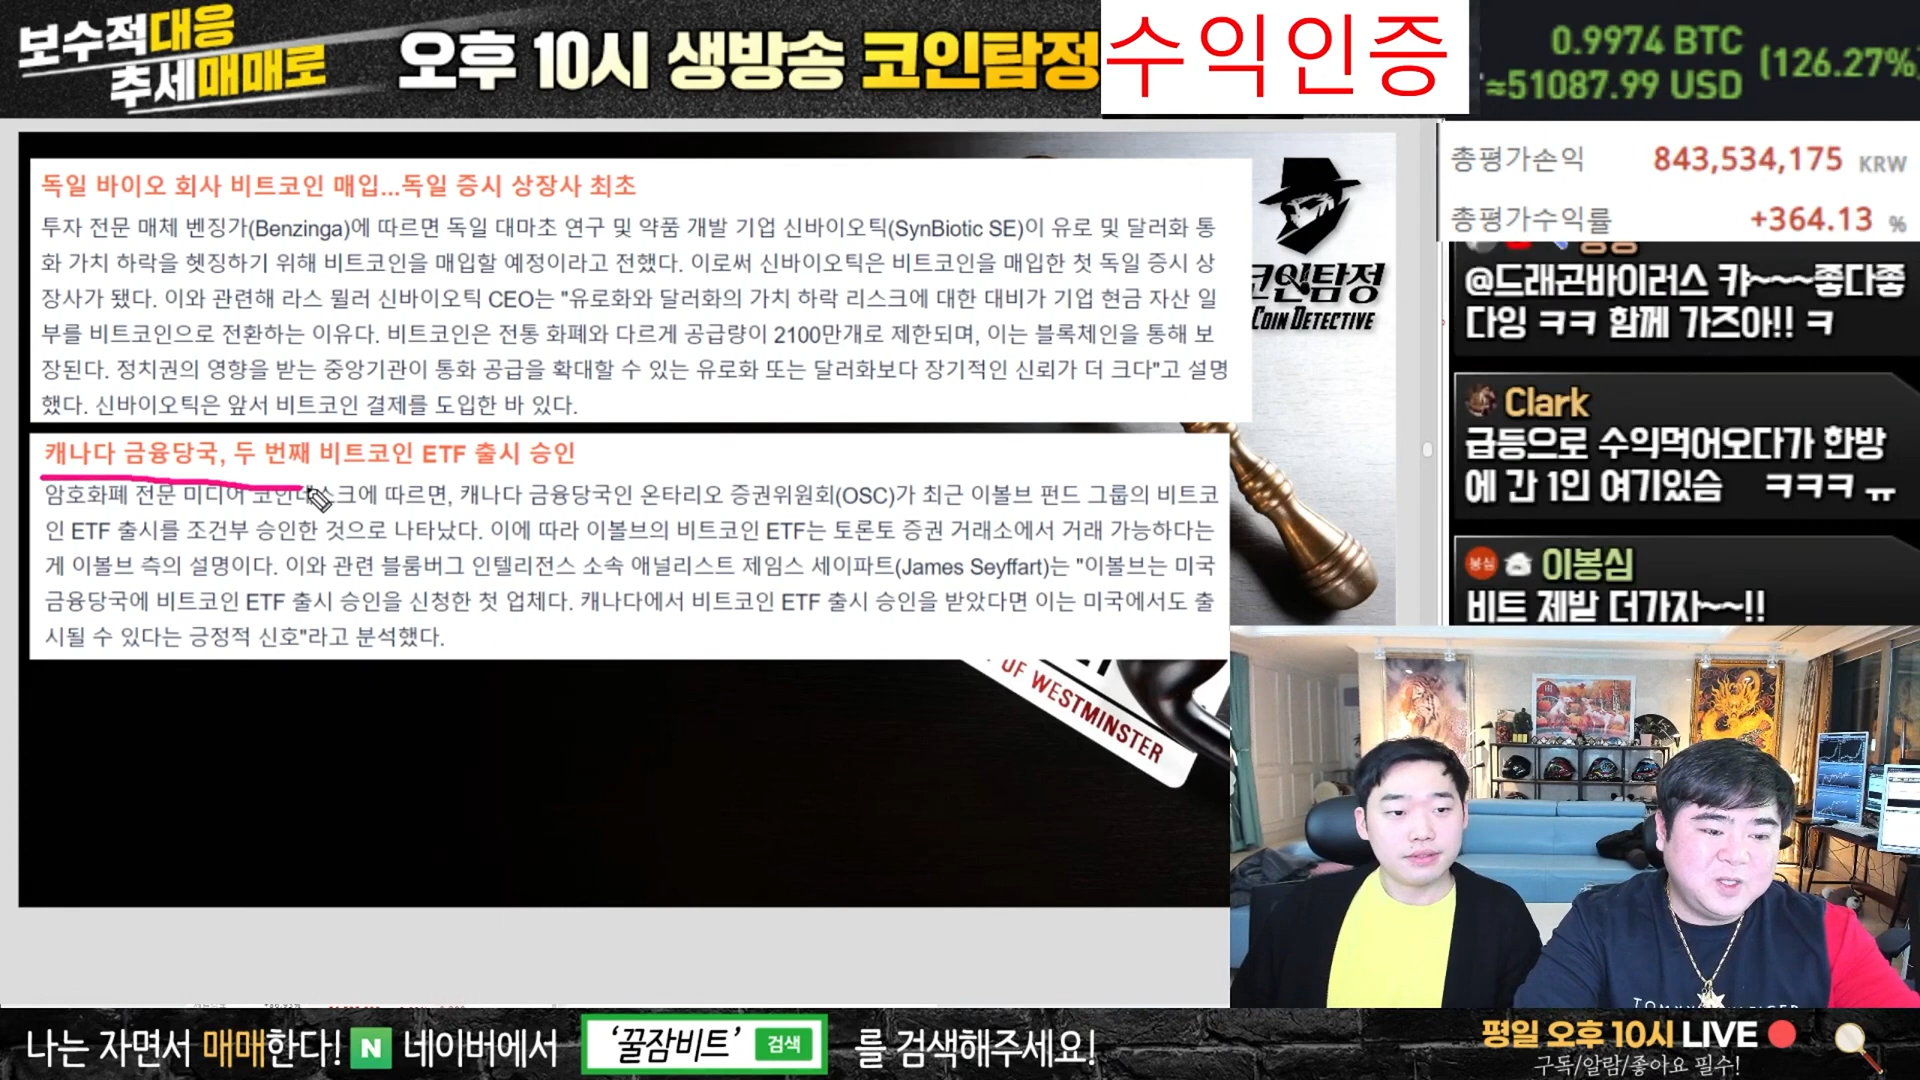 보수적대응
추세매매로
오후 10시 생방송 코인탐정
수익인증
0.9974 BTC
≈51087.99 USD
(126.27%
총평가손익 843,534,175 KRW
총평가수익률 +364.13 %
독일 바이오 회사 비트코인 매입...독일 증시 상장사 최초
투자 전문 매체 벤징가(Benzinga)에 따르면 독일 대마초 연구 및 약품 개발 기업 신바이오틱(SynBiotic SE)이 유로 및 달러화 통
화 가치 하락을 헷징하기 위해 비트코인을 매입할 예정이라고 전했다. 이로써 신바이오틱은 비트코인을 매입한 첫 독일 증시 상
장사가 됐다. 이와 관련해 라스 뮐러 신바이오틱 CEO는 "유로화와 달러화의 가치 하락 리스크에 대한 대비가 기업 현금 자산 일
부를 비트코인으로 전환하는 이유다. 비트코인은 전통 화폐와 다르게 공급량이 2100만개로 제한되며, 이는 블록체인을 통해 보
장된다. 정치권의 영향을 받는 중앙기관이 통화 공급을 확대할 수 있는 유로화 또는 달러화보다 장기적인 신뢰가 더 크다"고 설명
했다. 신바이오틱은 앞서 비트코인 결제를 도입한 바 있다.
캐나다 금융당국, 두 번째 비트코인 ETF 출시 승인
암호화폐 전문 미디어 코인데스크에 따르면, 캐나다 금융당국인 온타리오 증권위원회(OSC)가 최근 이볼브 펀드 그룹의 비트코
인 ETF 출시를 조건부 승인한 것으로 나타났다. 이에 따라 이볼브의 비트코인 ETF는 토론토 증권 거래소에서 거래 가능하다는
게 이볼브 측의 설명이다. 이와 관련 블룸버그 인텔리전스 소속 애널리스트 제임스 세이파트(James Seyffart)는 "이볼브는 미국
금융당국에 비트코인 ETF 출시 승인을 신청한 첫 업체다. 캐나다에서 비트코인 ETF 출시 승인을 받았다면 이는 미국에서도 출
시될 수 있다는 긍정적 신호"라고 분석했다.
코인탐정
COIN DETECTIVE
OF WESTMINSTER
@드래곤바이러스 캬~~~좋다좋
다잉 ㅋㅋ 함께 가즈아!! ㅋ
Clark
급등으로 수익먹어오다가 한방
에 간 1인 여기있슴 ㅋㅋㅋ ㅠ
봉심 이봉심
비트 제발 더가자~~!!
나는 자면서 매매한다! N 네이버에서 '꿀잠비트' 검색 를 검색해주세요!
평일 오후 10시 LIVE
구독/알람/좋아요 필수!